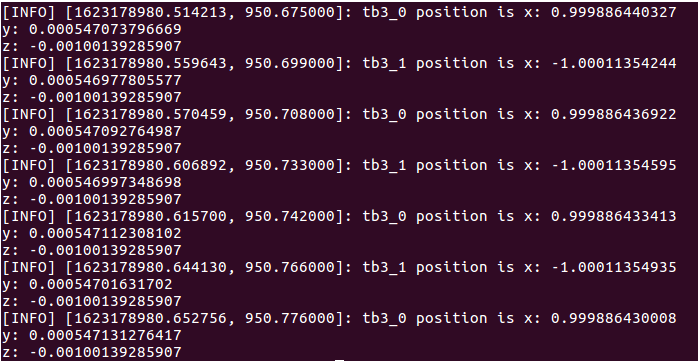 [INFO] [1623178980.514213, 950.675000]: tb3_0 position is x: 0.999886440327
y: 0.000547073796669
z: -0.00100139285907
[INFO] [1623178980.559643, 950.699000]: tb3_1 position is x: -1.00011354244
y: 0.000546977805577
z: -0.00100139285907
[INFO] [1623178980.570459, 950.708000]: tb3_0 position is x: 0.999886436922
y: 0.000547092764987
z: -0.00100139285907
[INFO] [1623178980.606892, 950.733000]: tb3_1 position is x: -1.00011354595
y: 0.000546997348698
z: -0.00100139285907
[INFO] [1623178980.615700, 950.742000]: tb3_0 position is x: 0.999886433413
y: 0.000547112308102
z: -0.00100139285907
[INFO] [1623178980.644130, 950.766000]: tb3_1 position is x: -1.00011354935
y: 0.00054701631702
z: -0.00100139285907
[INFO] [1623178980.652756, 950.776000]: tb3_0 position is x: 0.999886430008
y: 0.000547131276417
z: -0.00100139285907